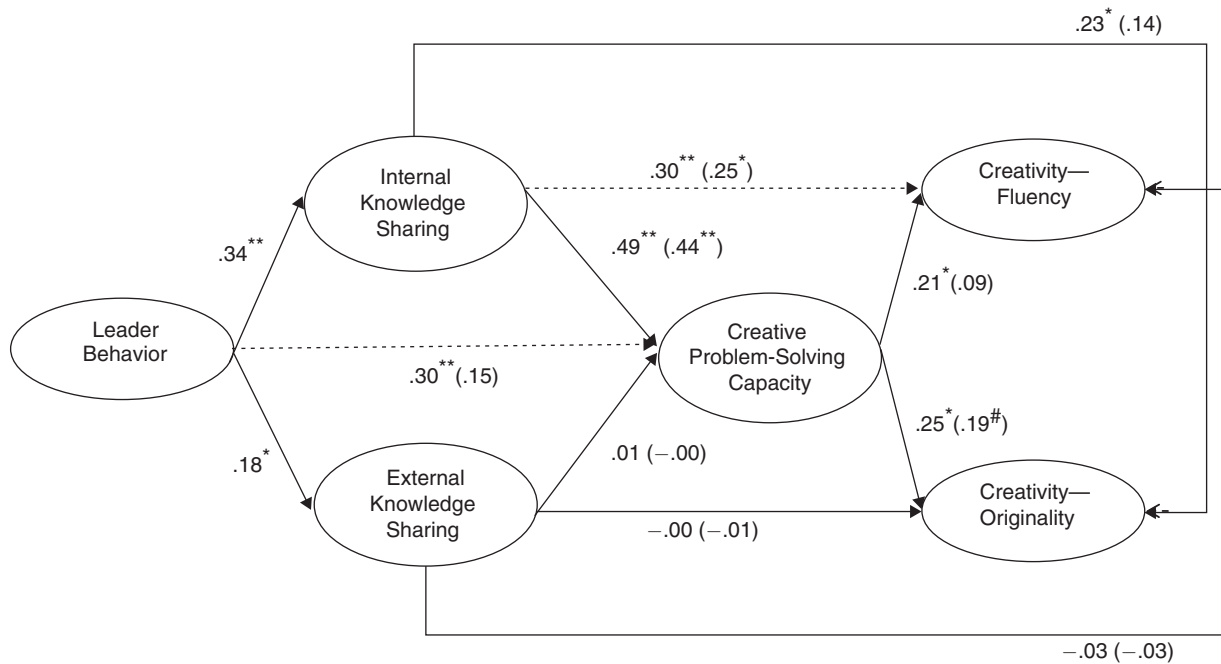 .23* (.14)
Internal
Knowledge
Sharing
.30** (.25*)
Creativity—
Fluency
.34**
.49** (.44**)
.21*(.09)
Leader
Behavior
.30**(.15)
Creative
Problem-Solving
Capacity
.25*(.19#)
.18*
.01 (−.00)
External
Knowledge
Sharing
−.00 (−.01)
Creativity—
Originality
−.03 (−.03)